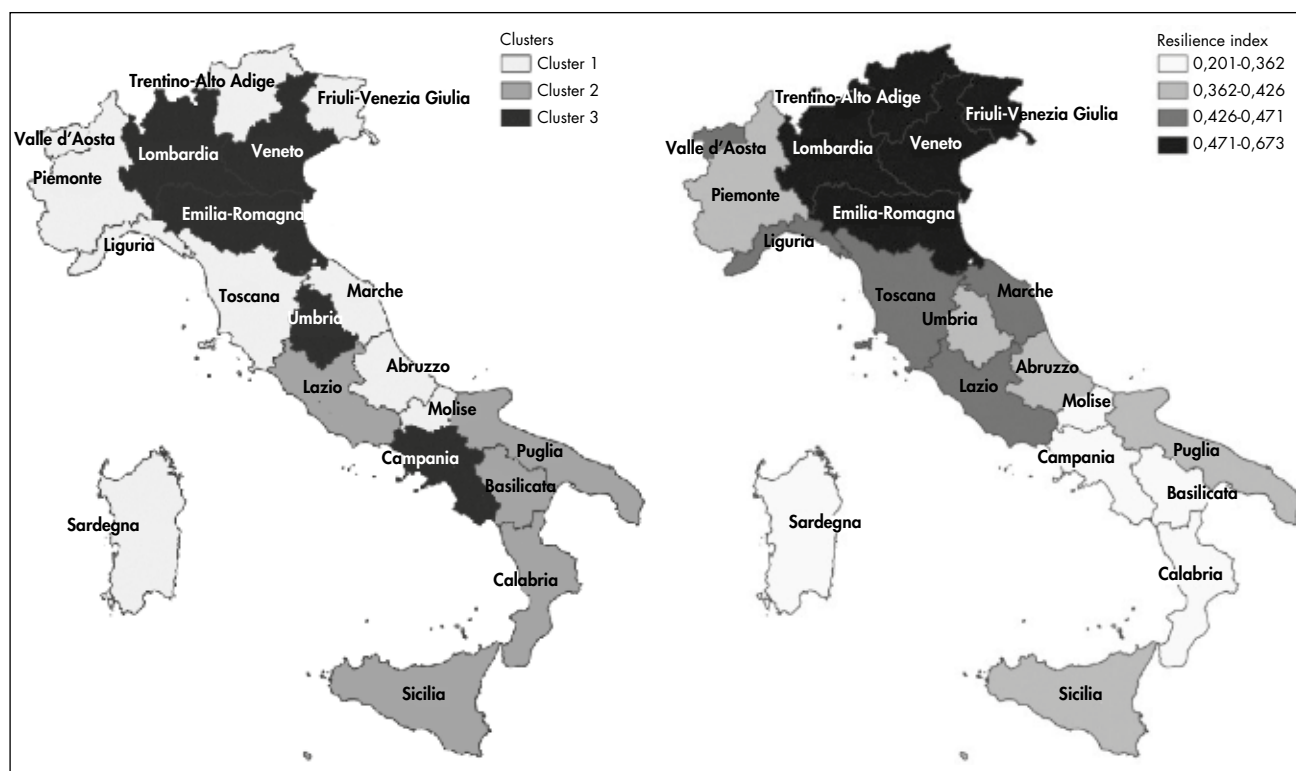 Clusters
Cluster 1
Cluster 2
Cluster 3
Trentino-Alto Adige
Friuli-Venezia Giulia
Valle d'Aosta
Lombardia
Veneto
Piemonte
Emilia-Romagna
Liguria
Toscana
Marche
Umbria
Abruzzo
Lazio
Molise
Campania
Puglia
Basilicata
Sardegna
Calabria
Sicilia
Resilience index
0,201-0,362
0,362-0,426
0,426-0,471
0,471-0,673
Trentino-Alto Adige
Friuli-Venezia Giulia
Valle d'Aosta
Lombardia
Veneto
Piemonte
Emilia-Romagna
Liguria
Toscana
Marche
Umbria
Abruzzo
Lazio
Molise
Campania
Puglia
Basilicata
Sardegna
Calabria
Sicilia